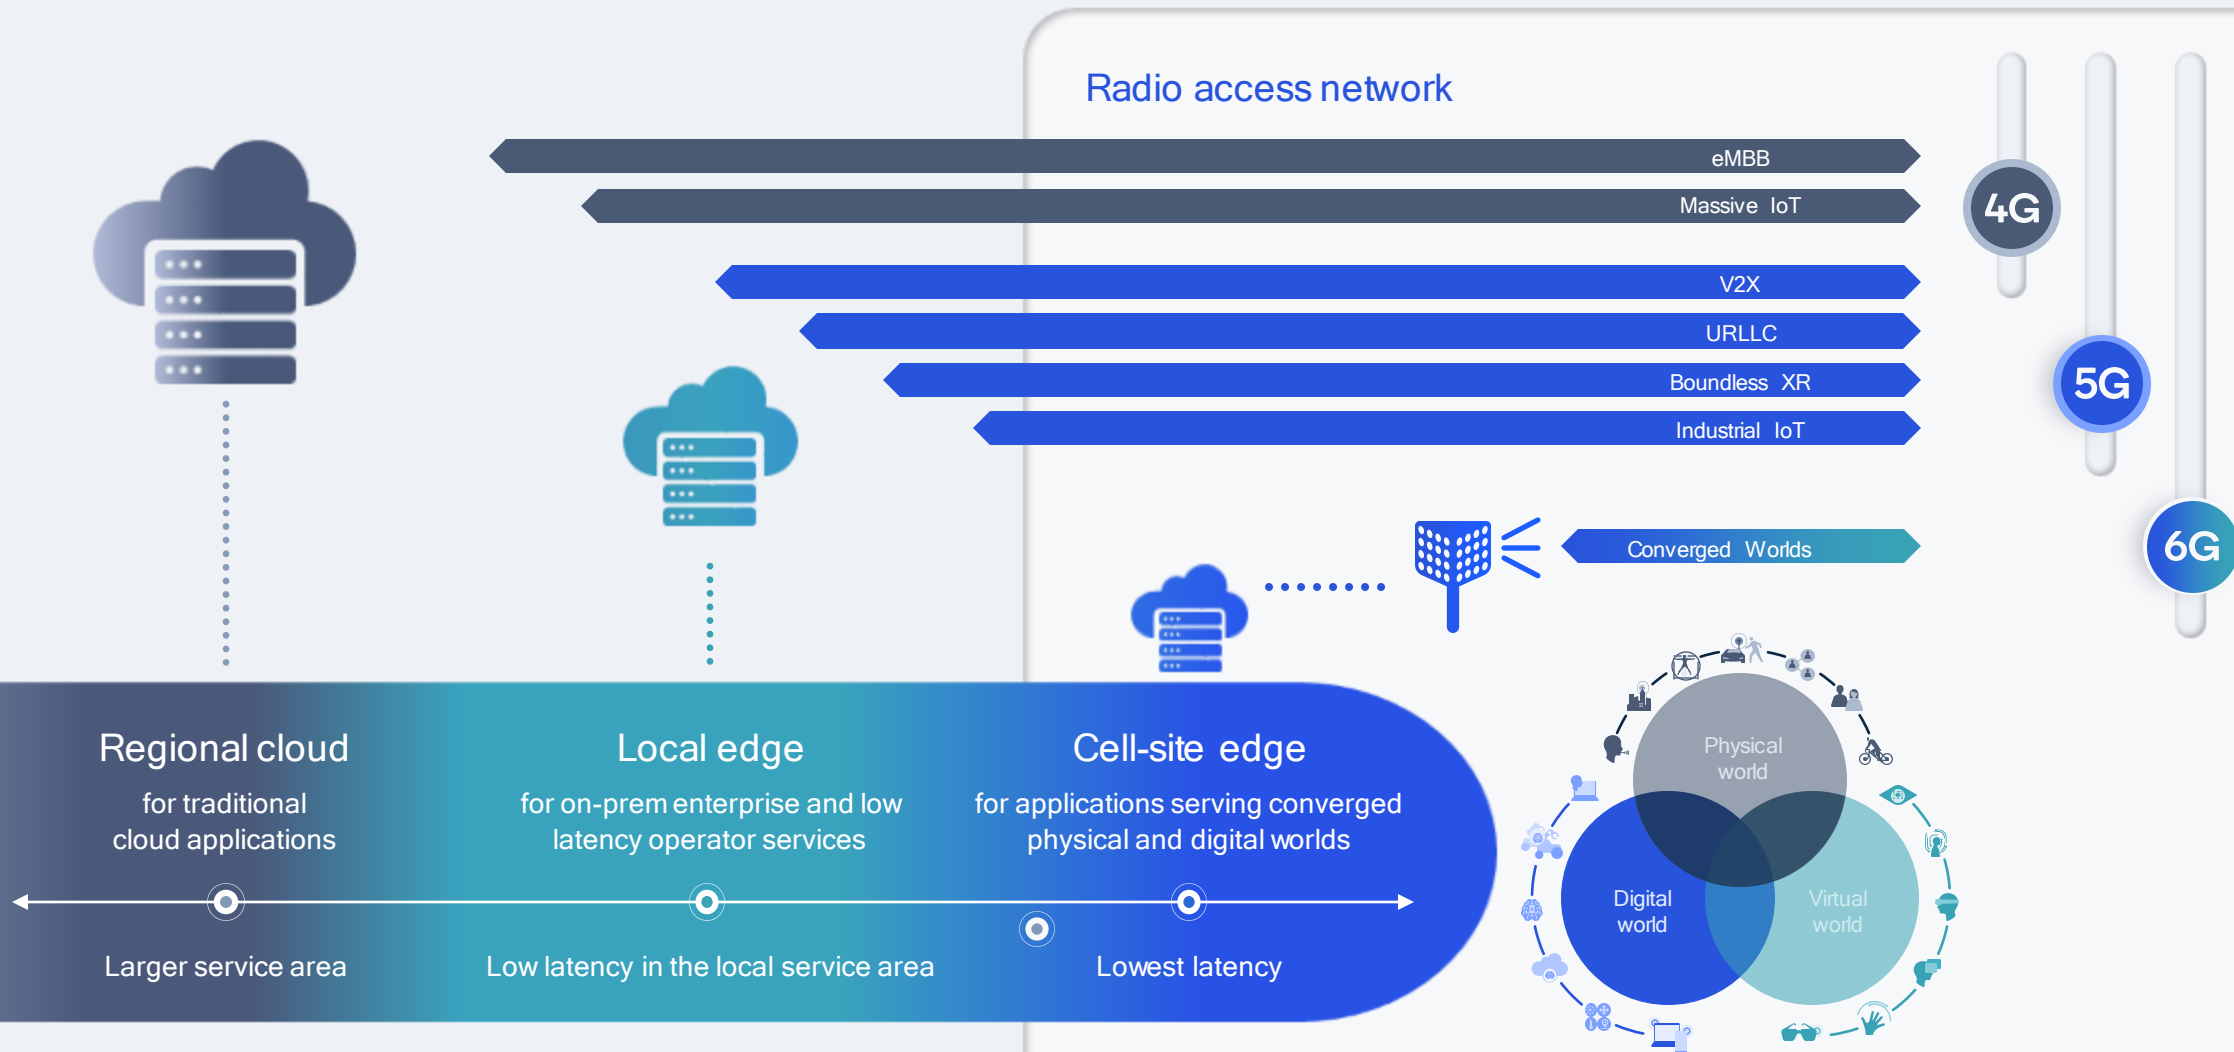 Radio access network
eMBB
Massive IoT
4G
V2X
URLLC
Boundless XR
Industrial IoT
5G
Converged Worlds
6G
Regional cloud
for traditional
cloud applications
Larger service area
Local edge
for on-prem enterprise and low
latency operator services
Low latency in the local service area
Cell-site edge
for applications serving converged
physical and digital worlds
Lowest latency
Physical
world
Digital
world
Virtual
world